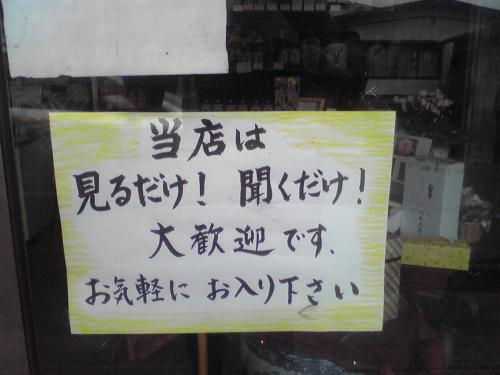 当店は
見るだけ! 聞くだけ!
大歓迎です.
お気軽に お入り下さい